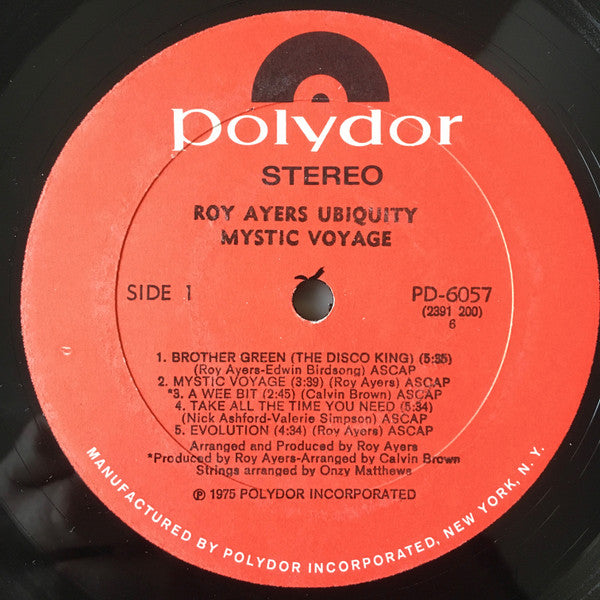 polydor
STEREO
ROY AYERS UBIQUITY
MYSTIC VOYAGE
SIDE 1
PD-6057
(2391 200)
6
1. BROTHER GREEN (THE DISCO KING) (5:35)
(Roy Ayers-Edwin Birdsong) ASCAP
2. MYSTIC VOYAGE (3:39) (Roy Ayers) ASCAP
*3. A WEE BIT (2:45) (Calvin Brown) ASCAP
4. TAKE ALL THE TIME YOU NEED (5:34)
(Nick Ashford-Valerie Simpson) ASCAP
5. EVOLUTION (4:34) (Roy Ayers) ASCAP
Arranged and Produced by Roy Ayers
*Produced by Roy Ayers-Arranged by Calvin Brown
Strings arranged by Onzy Matthews
℗ 1975 POLYDOR INCORPORATED
MANUFACTURED BY POLYDOR INCORPORATED, NEW YORK, N. Y.